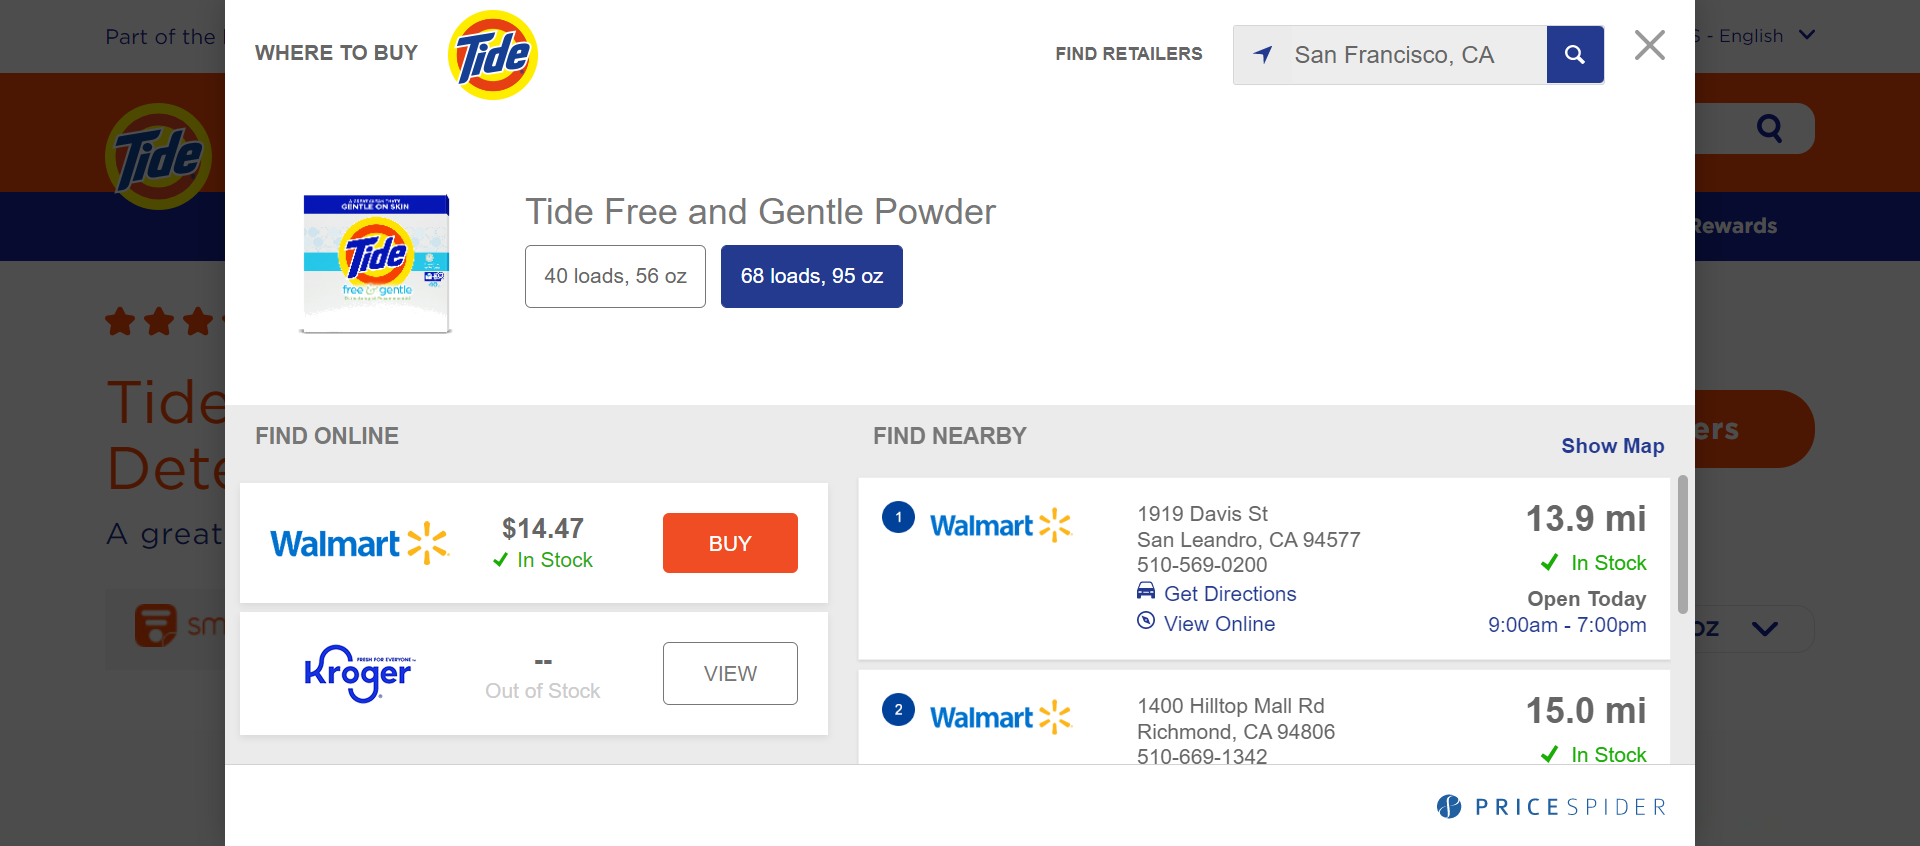 Part of the
WHERE TO BUY
Tide
FIND RETAILERS
San Francisco, CA
S - English
Tide
Rewards
GENTLE ON SKIN
Tide
free & gentle
Tide Free and Gentle Powder
40 loads, 56 oz
68 loads, 95 oz
Tide
Dete
A great
sm
ers
OZ
FIND ONLINE
Walmart
$14.47
In Stock
BUY
Kroger
FRESH FOR EVERYONE
--
Out of Stock
VIEW
FIND NEARBY
Show Map
1
Walmart
1919 Davis St
San Leandro, CA 94577
510-569-0200
Get Directions
View Online
13.9 mi
In Stock
Open Today
9:00am - 7:00pm
2
Walmart
1400 Hilltop Mall Rd
Richmond, CA 94806
510-669-1342
15.0 mi
In Stock
PRICESPIDER